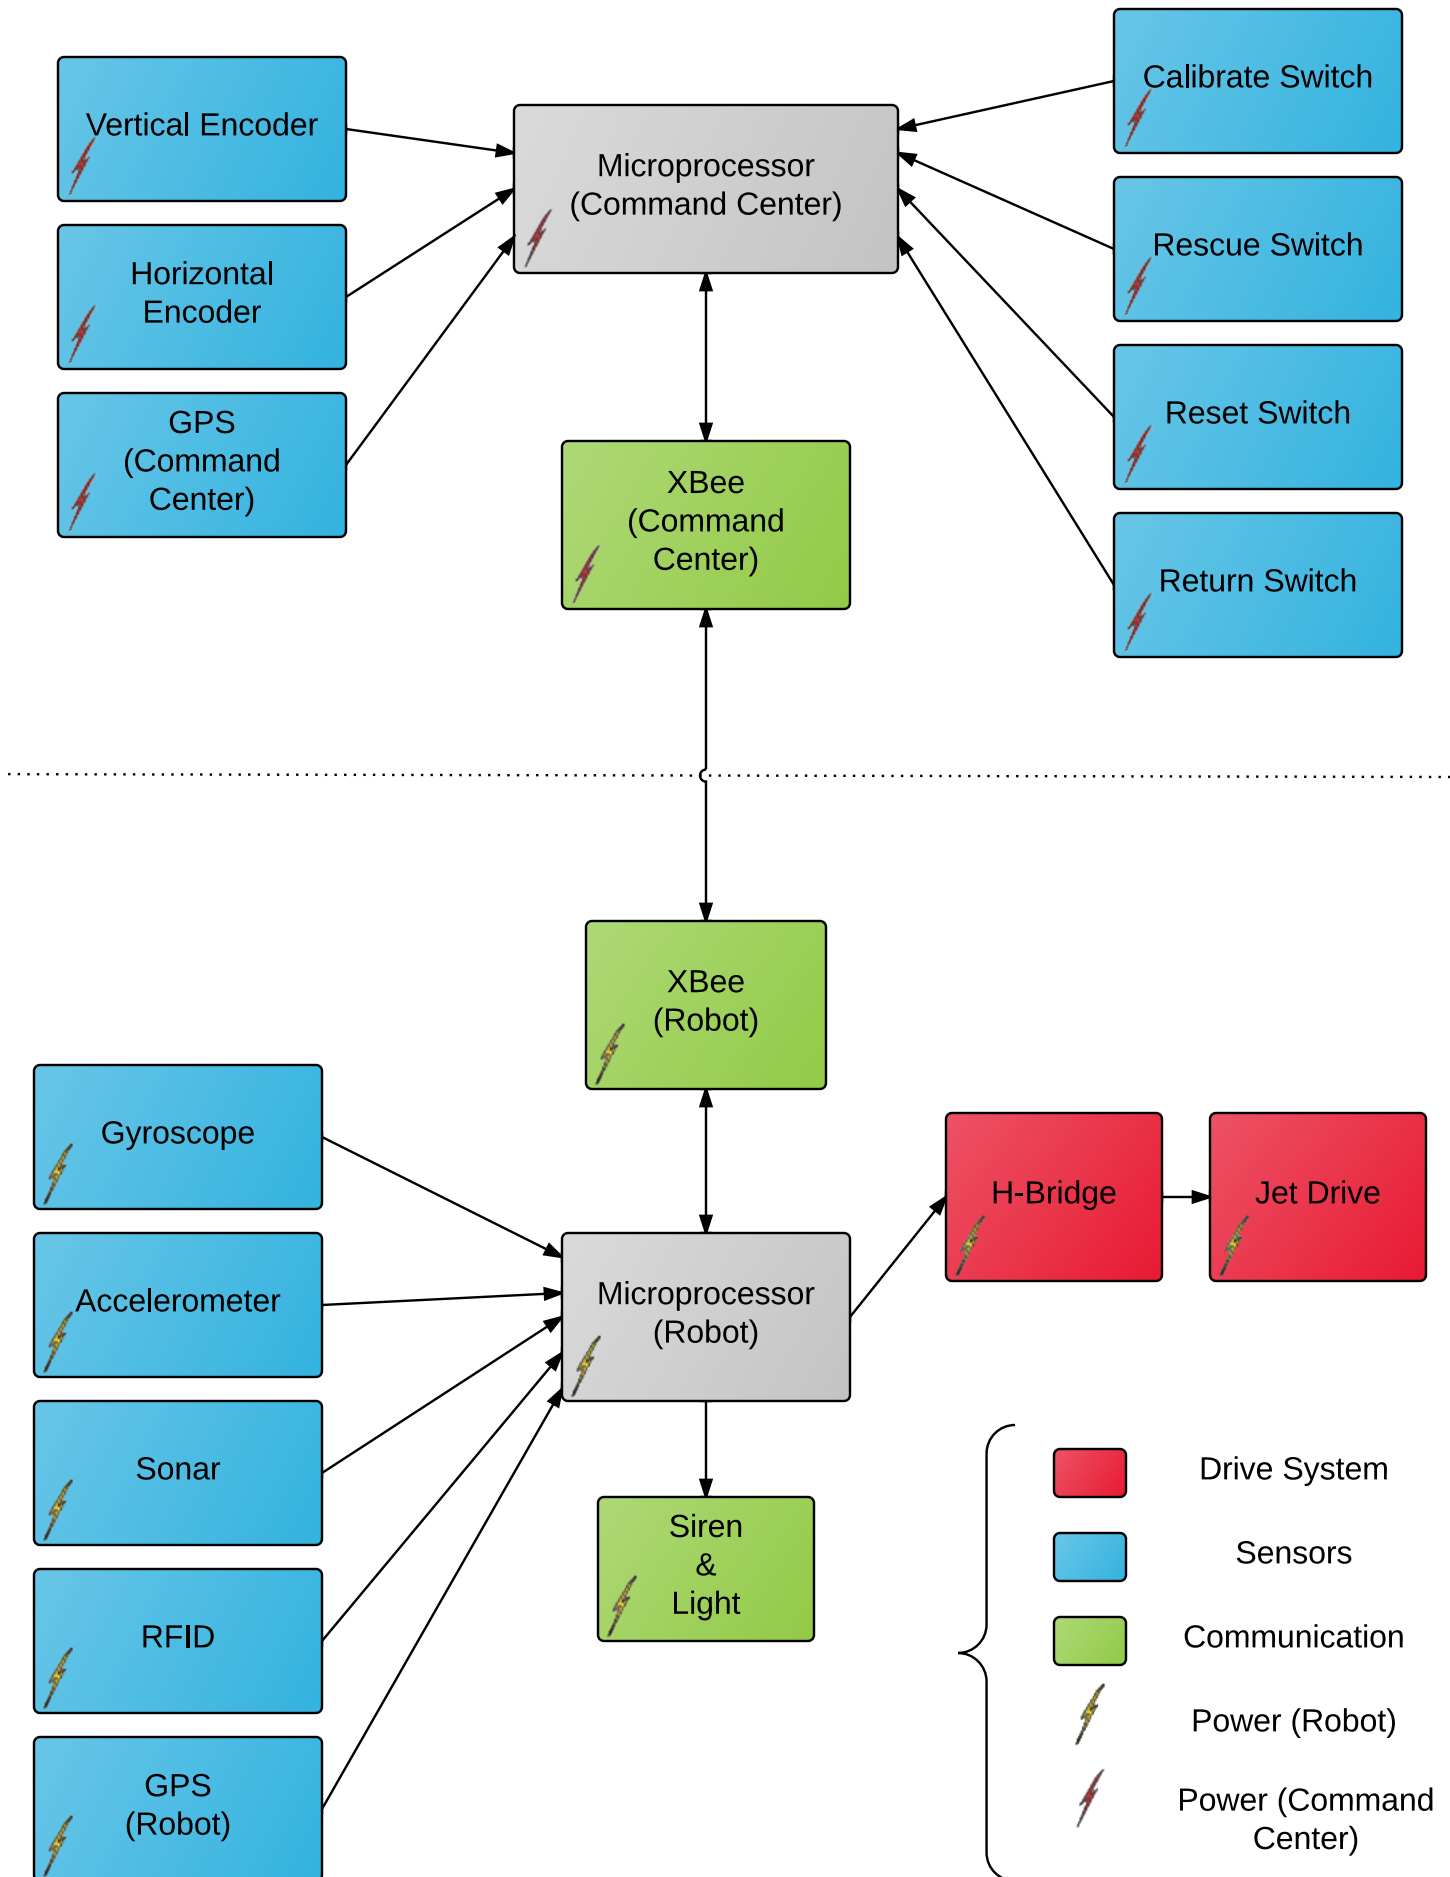 Vertical Encoder
Horizontal
Encoder
GPS
(Command
Center)
Microprocessor
(Command Center)
XBee
(Command
Center)
Calibrate Switch
Rescue Switch
Reset Switch
Return Switch
XBee
(Robot)
Gyroscope
Accelerometer
Sonar
RFID
GPS
(Robot)
Microprocessor
(Robot)
Siren
&
Light
H-Bridge
Jet Drive
Drive System
Sensors
Communication
Power (Robot)
Power (Command
Center)